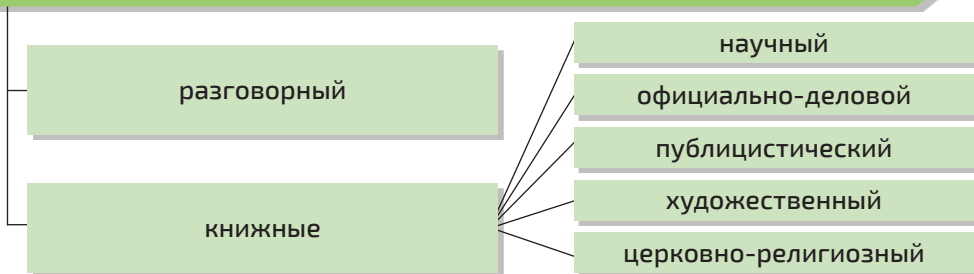 разговорный
книжные
научный
официально-деловой
публицистический
художественный
церковно-религиозный